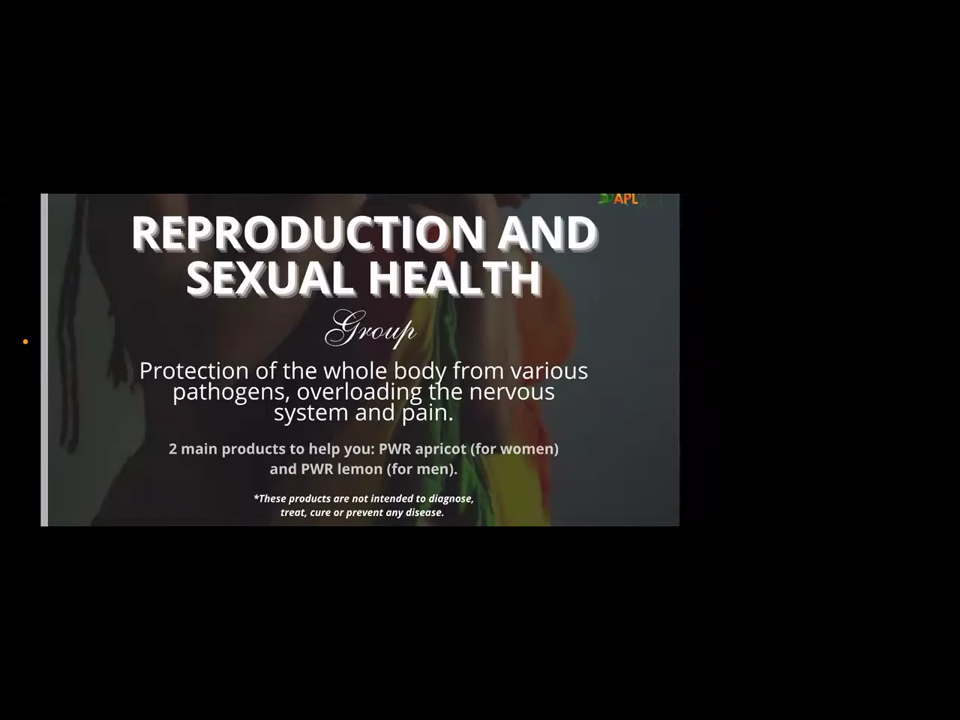 APL
REPRODUCTION AND
SEXUAL HEALTH
Group
Protection of the whole body from various
pathogens, overloading the nervous
system and pain.
2 main products to help you: PWR apricot (for women)
and PWR lemon (for men).
*These products are not intended to diagnose,
treat, cure or prevent any disease.